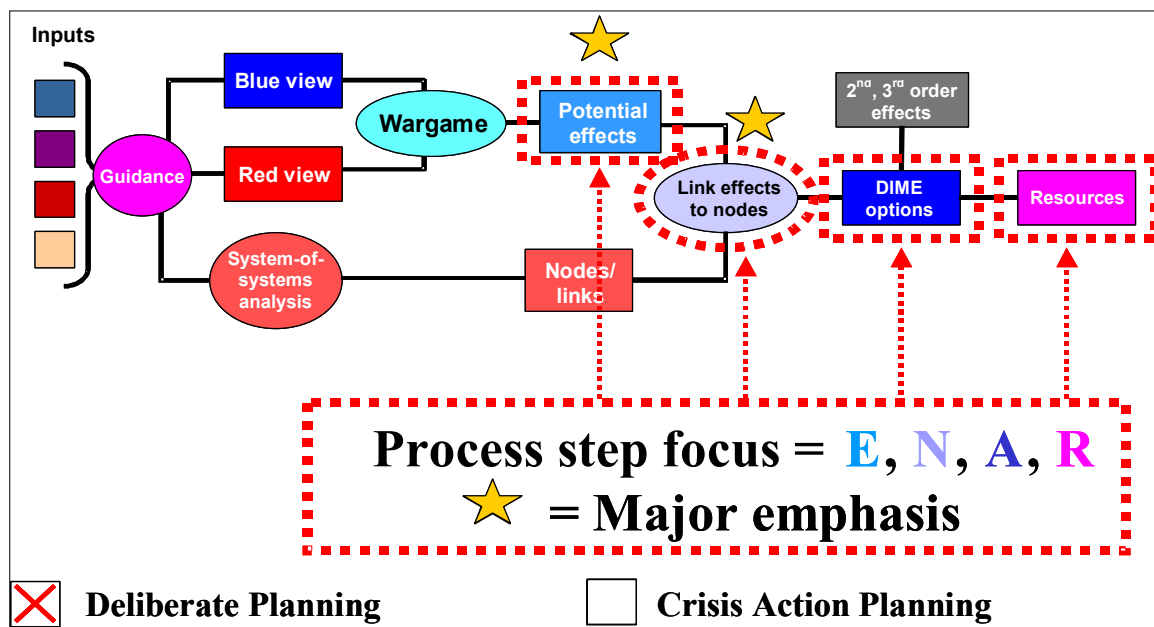 Inputs
Blue view
Potential
effects
2nd, 3rd order
effects
Wargame
Guidance
Red view
Link effects
to nodes
DIME
options
Resources
System-of-
systems
analysis
Nodes/
links
Process step focus = E, N, A, R
= Major emphasis
Deliberate Planning
Crisis Action Planning